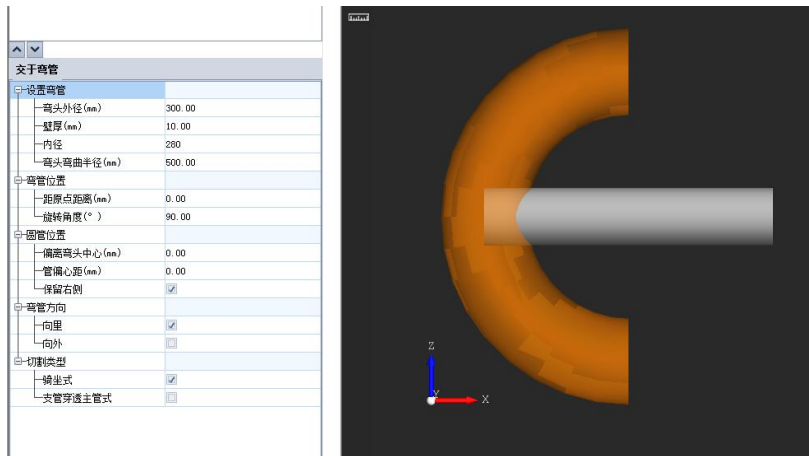 交于弯管
设置弯管
弯头外径(mm) 300.00
壁厚(mm) 10.00
内径 280
弯头弯曲半径(mm) 500.00
弯管位置
距原点距离(mm) 0.00
旋转角度(°) 90.00
圆管位置
偏离弯头中心(mm) 0.00
管偏心距(mm) 0.00
保留右侧
弯管方向
向里
向外
切割类型
骑坐式
支管穿透主管式
Z
Y
X